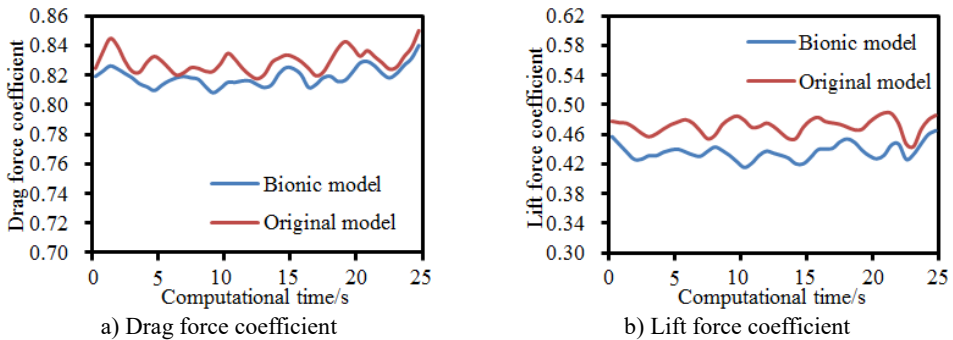 0.86
0.84
0.82
0.80
0.78
0.76
0.74
0.72
0.70
Drag force coefficient
Bionic model
Original model
0 5 10 15 20 25
Computational time/s
a) Drag force coefficient
0.62
0.58
0.54
0.50
0.46
0.42
0.38
0.34
0.30
Lift force coefficient
Bionic model
Original model
0 5 10 15 20 25
Computational time/s
b) Lift force coefficient